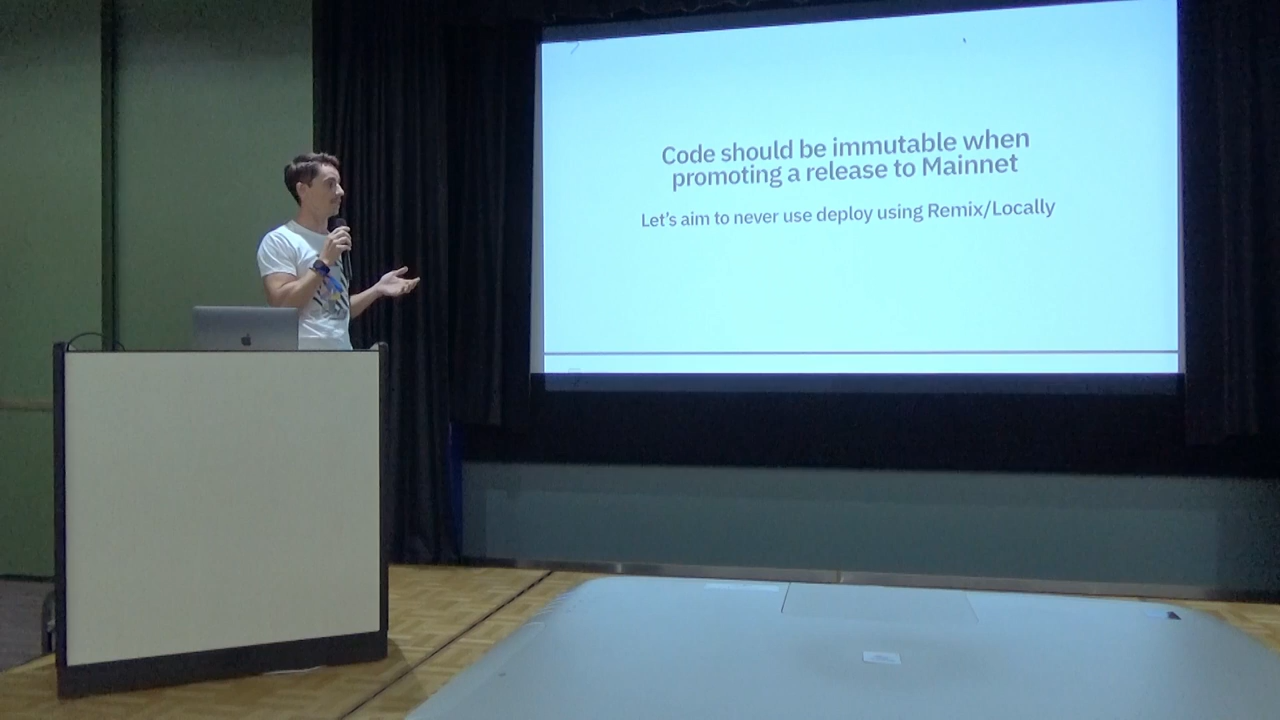 Code should be immutable when
promoting a release to Mainnet
Let's aim to never use deploy using Remix/Locally